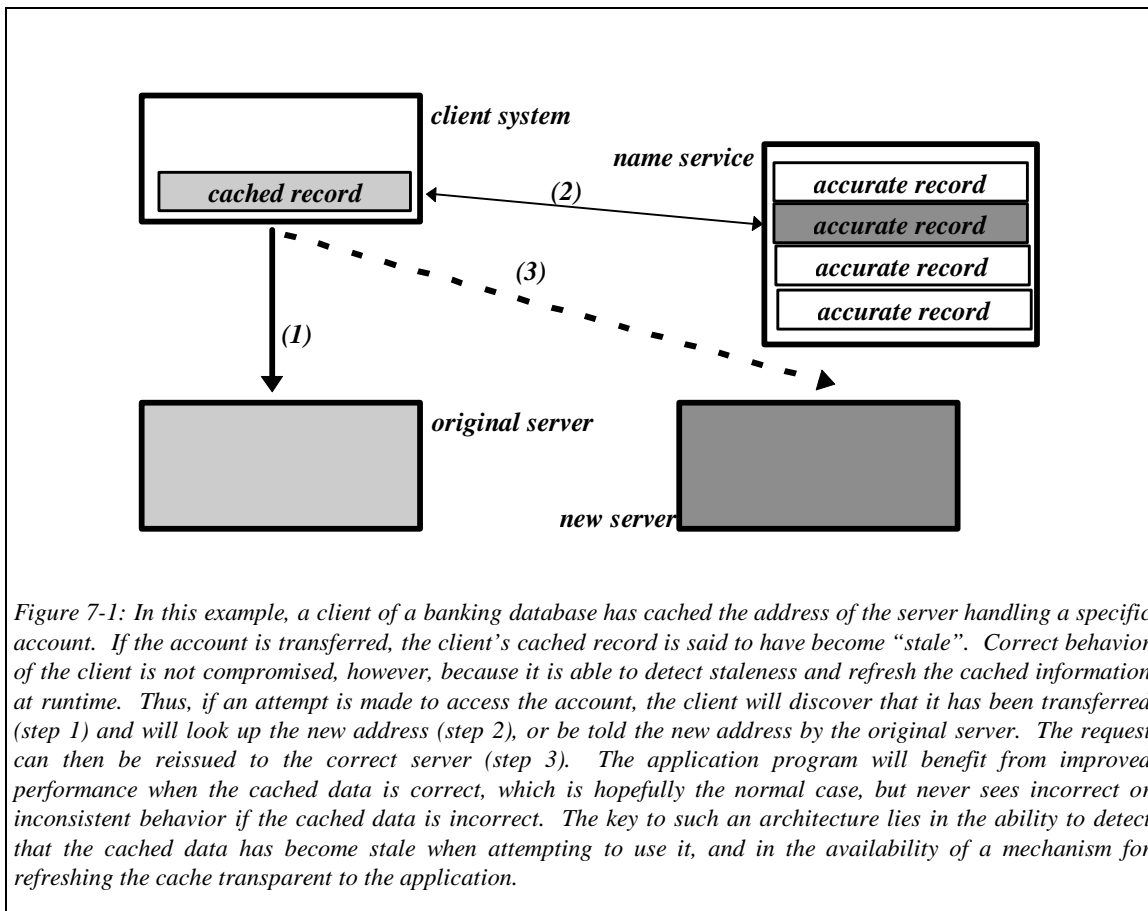 client system
name service
cached record
(2)
accurate record
accurate record
accurate record
accurate record
(3)
(1)
original server
new server
Figure 7-1: In this example, a client of a banking database has cached the address of the server handling a specific
account. If the account is transferred, the client's cached record is said to have become “stale”. Correct behavior
of the client is not compromised, however, because it is able to detect staleness and refresh the cached information
at runtime. Thus, if an attempt is made to access the account, the client will discover that it has been transferred
(step 1) and will look up the new address (step 2), or be told the new address by the original server. The request
can then be reissued to the correct server (step 3). The application program will benefit from improved
performance when the cached data is correct, which is hopefully the normal case, but never sees incorrect or
inconsistent behavior if the cached data is incorrect. The key to such an architecture lies in the ability to detect
that the cached data has become stale when attempting to use it, and in the availability of a mechanism for
refreshing the cache transparent to the application.